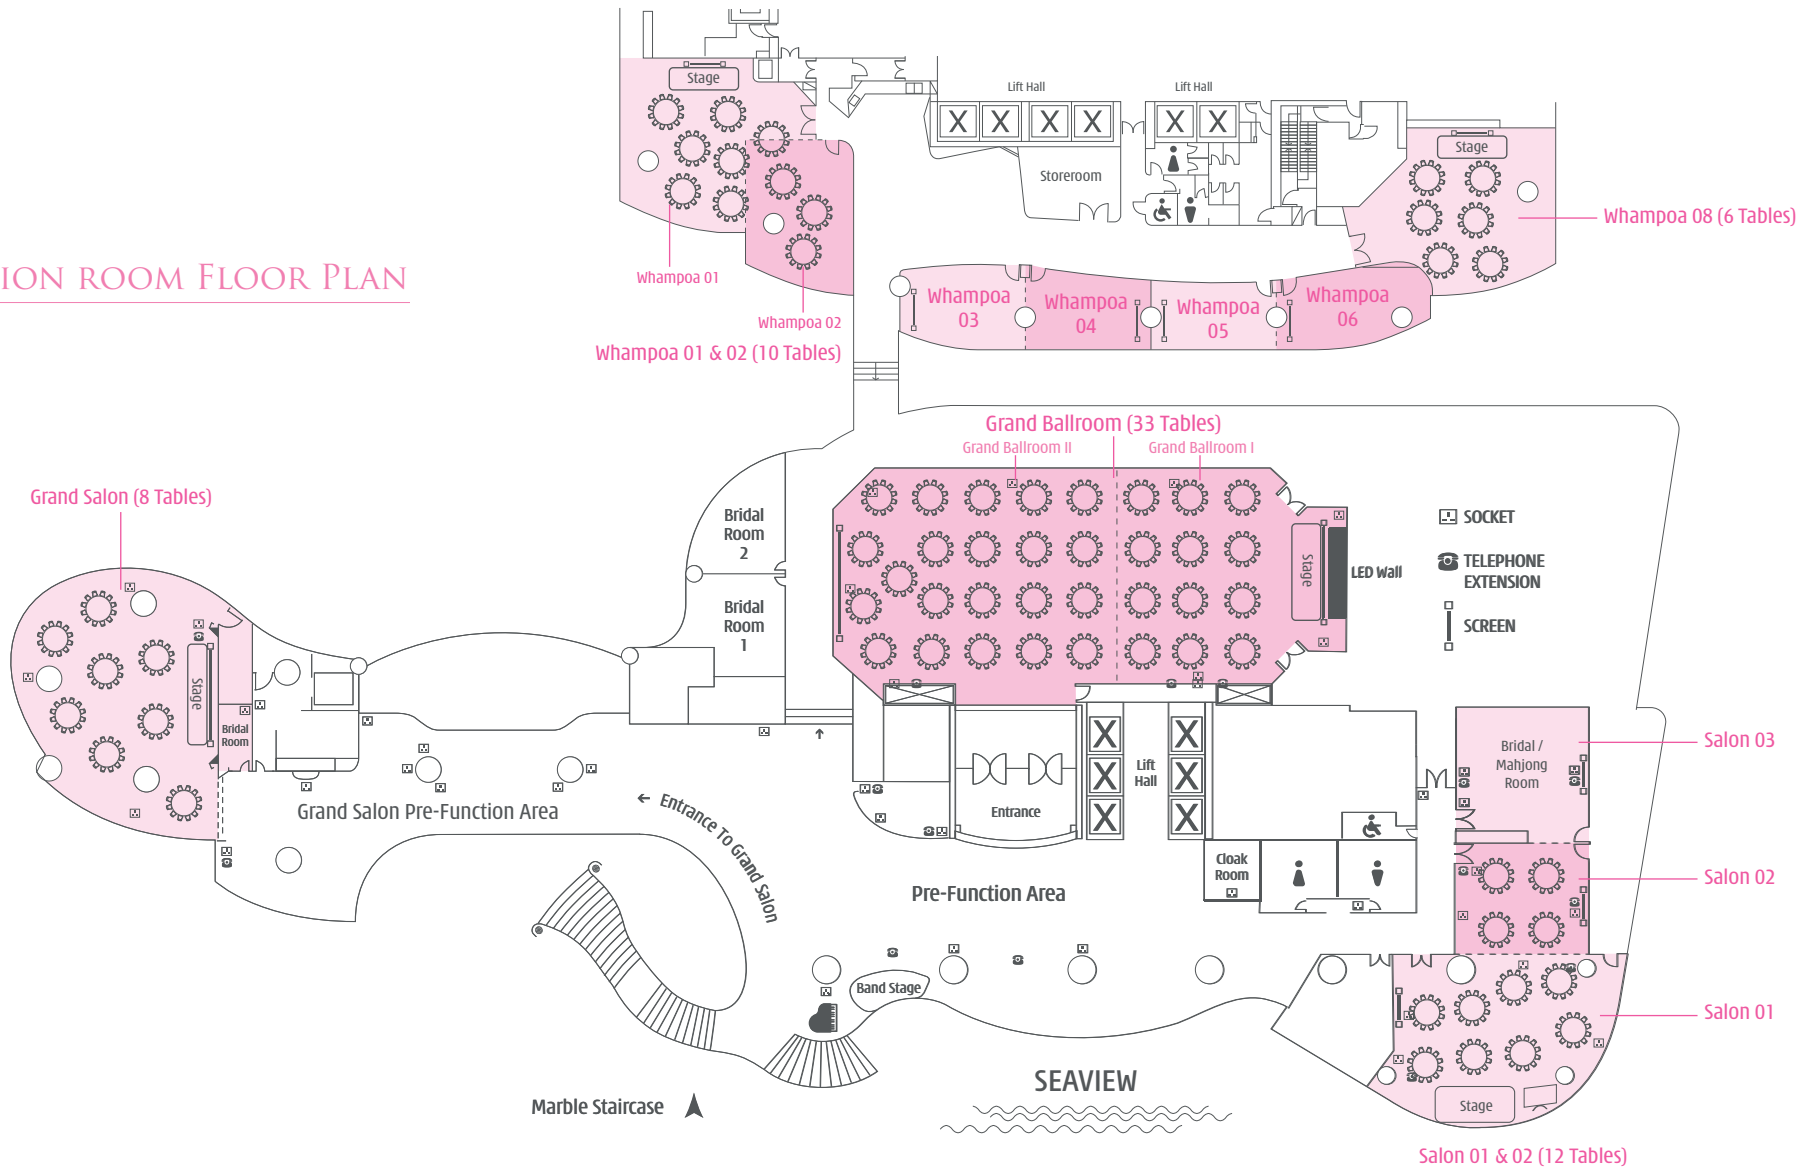 ION ROOM FLOOR PLAN
Stage
Whampoa 01
Whampoa 02
Whampoa 01 & 02 (10 Tables)
Lift Hall
Lift Hall
X X X X
X X
Storeroom
Stage
Whampoa 08 (6 Tables)
Whampoa
03
Whampoa
04
Whampoa
05
Whampoa
06
Grand Ballroom (33 Tables)
Grand Ballroom II
Grand Ballroom I
Stage
LED Wall
SOCKET
TELEPHONE
EXTENSION
SCREEN
Grand Salon (8 Tables)
Stage
Bridal
Room
Bridal
Room
2
Bridal
Room
1
Grand Salon Pre-Function Area
Entrance To Grand Salon
Entrance
X
X
X
Lift
Hall
X
X
X
Cloak
Room
Pre-Function Area
Band Stage
Bridal /
Mahjong
Room
Salon 03
Salon 02
Salon 01
Stage
Salon 01 & 02 (12 Tables)
SEAVIEW
Marble Staircase